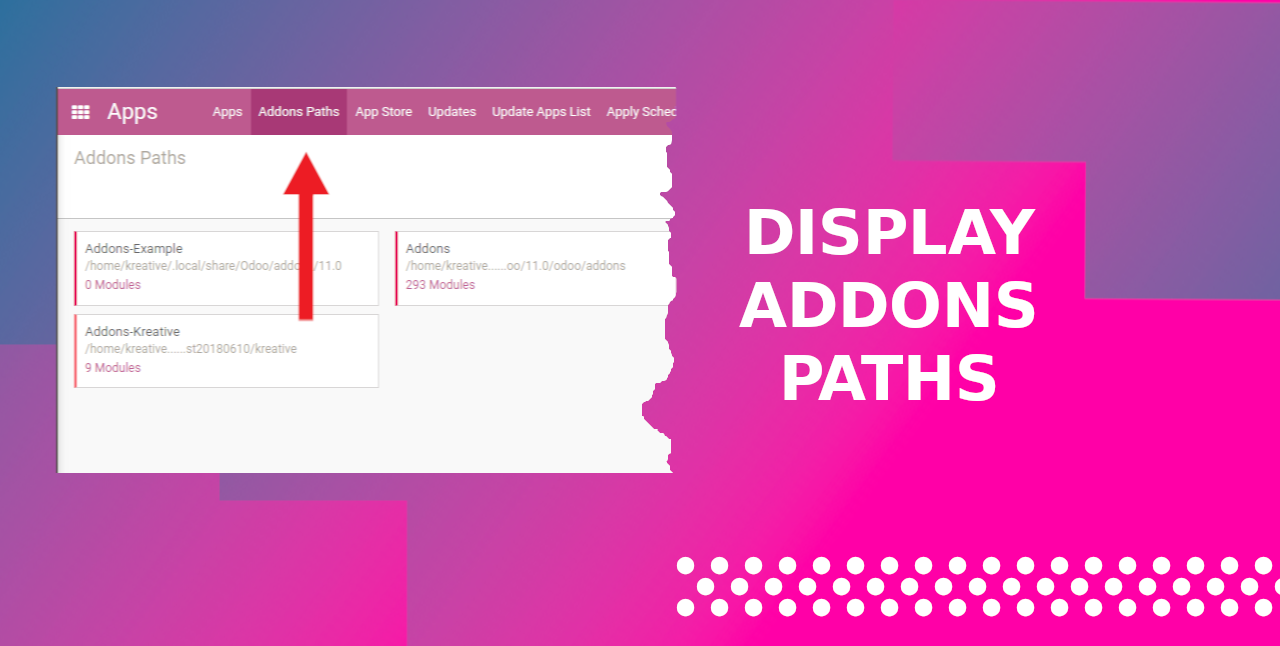 Apps Apps Addons Paths App Store Updates Update Apps List Apply Sched
Addons Paths
Addons-Example
/home/kreative/.local/share/Odoo/addo /11.0
0 Modules
Addons
/home/kreative......oo/11.0/odoo/addons
293 Modules
Addons-Kreative
/home/kreative......st20180610/kreative
9 Modules
DISPLAY
ADDONS
PATHS